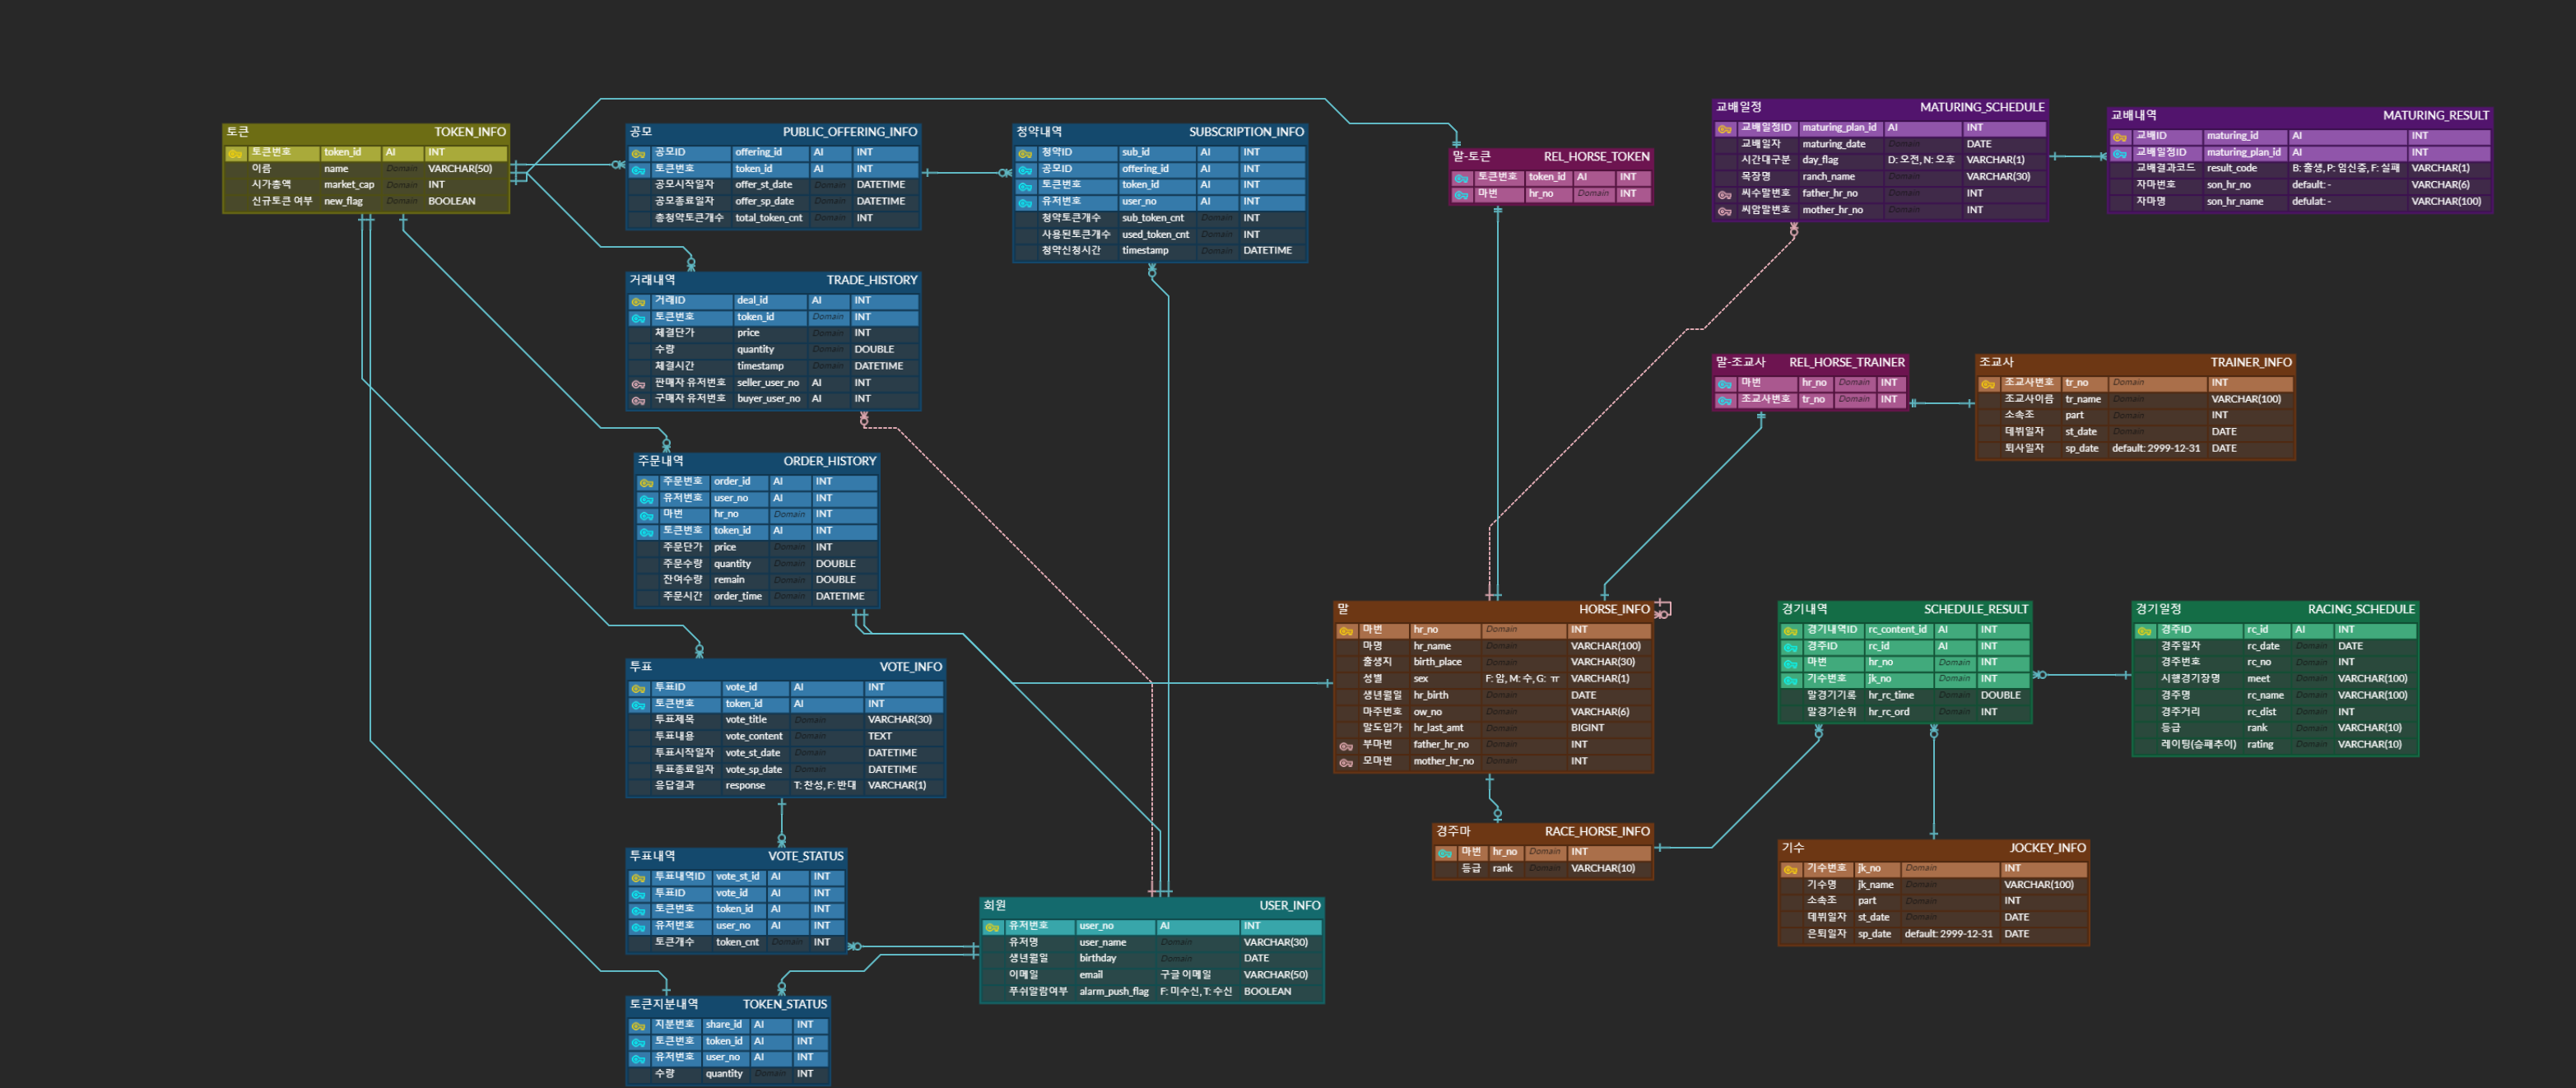 토큰 TOKEN_INFO
토큰번호 token_id AI INT
이름 name Domain VARCHAR(50)
시가총액 market_cap Domain INT
신규토큰 여부 new_flag Domain BOOLEAN
공모 PUBLIC_OFFERING_INFO
공모ID offering_id AI INT
토큰번호 token_id AI INT
공모시작일자 offer_st_date Domain DATETIME
공모종료일자 offer_sp_date Domain DATETIME
총청약토큰개수 total_token_cnt Domain INT
청약내역 SUBSCRIPTION_INFO
청약ID sub_id AI INT
공모ID offering_id AI INT
토큰번호 token_id AI INT
유저번호 user_no AI INT
청약토큰개수 sub_token_cnt Domain INT
사용된토큰개수 used_token_cnt Domain INT
청약신청시간 timestamp Domain DATETIME
말-토큰 REL_HORSE_TOKEN
토큰번호 token_id AI INT
마번 hr_no Domain INT
교배일정 MATURING_SCHEDULE
교배일정ID maturing_plan_id AI INT
교배일자 maturing_date Domain DATE
시간대구분 day_flag D: 오전, N: 오후 VARCHAR(1)
목장명 ranch_name Domain VARCHAR(30)
씨수말번호 father_hr_no Domain INT
씨암말번호 mother_hr_no Domain INT
교배내역 MATURING_RESULT
교배ID maturing_id AI INT
교배일정ID maturing_plan_id AI INT
교배결과코드 result_code B: 출생, P: 임신중, F: 실패 VARCHAR(1)
자마번호 son_hr_no default: - VARCHAR(6)
자마명 son_hr_name defulat: - VARCHAR(100)
거래내역 TRADE_HISTORY
거래ID deal_id AI INT
토큰번호 token_id Domain INT
체결단가 price Domain INT
수량 quantity Domain DOUBLE
체결시간 timestamp Domain DATETIME
판매자 유저번호 seller_user_no AI INT
구매자 유저번호 buyer_user_no AI INT
말-조교사 REL_HORSE_TRAINER
마번 hr_no Domain INT
조교사번호 tr_no Domain INT
조교사 TRAINER_INFO
조교사번호 tr_no Domain INT
조교사이름 tr_name Domain VARCHAR(100)
소속조 part Domain INT
데뷔일자 st_date Domain DATE
퇴사일자 sp_date default: 2999-12-31 DATE
주문내역 ORDER_HISTORY
주문번호 order_id AI INT
유저번호 user_no AI INT
마번 hr_no Domain INT
토큰번호 token_id AI INT
주문단가 price Domain INT
주문수량 quantity Domain DOUBLE
잔여수량 remain Domain DOUBLE
주문시간 order_time Domain DATETIME
말 HORSE_INFO
마번 hr_no Domain INT
마명 hr_name Domain VARCHAR(100)
출생지 birth_place Domain VARCHAR(30)
성별 sex F: 암, M: 수, G: ㅠ VARCHAR(1)
생년월일 hr_birth Domain DATE
마주번호 ow_no Domain VARCHAR(6)
말도입가 hr_last_amt Domain BIGINT
부마번 father_hr_no Domain INT
모마번 mother_hr_no Domain INT
경기내역 SCHEDULE_RESULT
경기내역ID rc_content_id AI INT
경주ID rc_id AI INT
마번 hr_no Domain INT
기수번호 jk_no Domain INT
말경기기록 hr_rc_time Domain DOUBLE
말경기순위 hr_rc_ord Domain INT
경기일정 RACING_SCHEDULE
경주ID rc_id AI INT
경주일자 rc_date Domain DATE
경주번호 rc_no Domain INT
시행경기장명 meet Domain VARCHAR(100)
경주명 rc_name Domain VARCHAR(100)
경주거리 rc_dist Domain INT
등급 rank Domain VARCHAR(10)
레이팅(승패추이) rating Domain VARCHAR(10)
투표 VOTE_INFO
투표ID vote_id AI INT
토큰번호 token_id AI INT
투표제목 vote_title Domain VARCHAR(30)
투표내용 vote_content Domain TEXT
투표시작일자 vote_st_date Domain DATETIME
투표종료일자 vote_sp_date Domain DATETIME
응답결과 response T: 찬성, F: 반대 VARCHAR(1)
경주마 RACE_HORSE_INFO
마번 hr_no Domain INT
등급 rank Domain VARCHAR(10)
기수 JOCKEY_INFO
기수번호 jk_no Domain INT
기수명 jk_name Domain VARCHAR(100)
소속조 part Domain INT
데뷔일자 st_date Domain DATE
은퇴일자 sp_date default: 2999-12-31 DATE
투표내역 VOTE_STATUS
투표내역ID vote_st_id AI INT
투표ID vote_id AI INT
토큰번호 token_id AI INT
유저번호 user_no AI INT
토큰개수 token_cnt Domain INT
회원 USER_INFO
유저번호 user_no AI INT
유저명 user_name Domain VARCHAR(30)
생년월일 birthday Domain DATE
이메일 email 구글 이메일 VARCHAR(50)
푸쉬알람여부 alarm_push_flag F: 미수신, T: 수신 BOOLEAN
토큰지분내역 TOKEN_STATUS
지분번호 share_id AI INT
토큰번호 token_id AI INT
유저번호 user_no AI INT
수량 quantity Domain INT